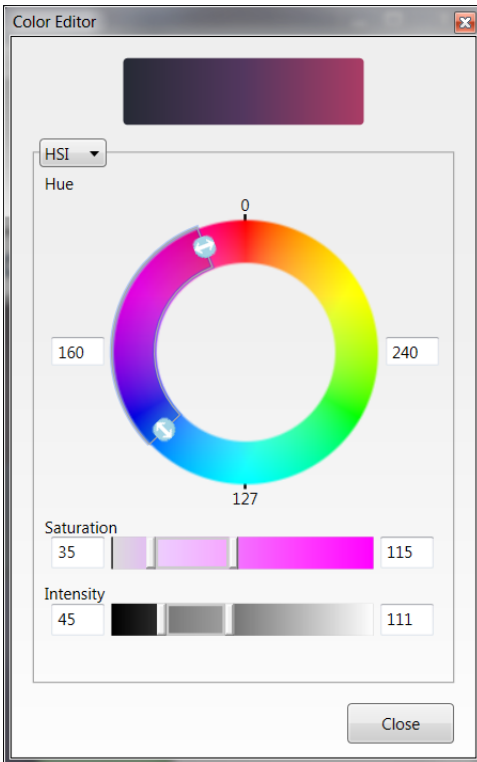 Color Editor
HSI
Hue
0
160
240
127
Saturation
35
115
Intensity
45
111
Close